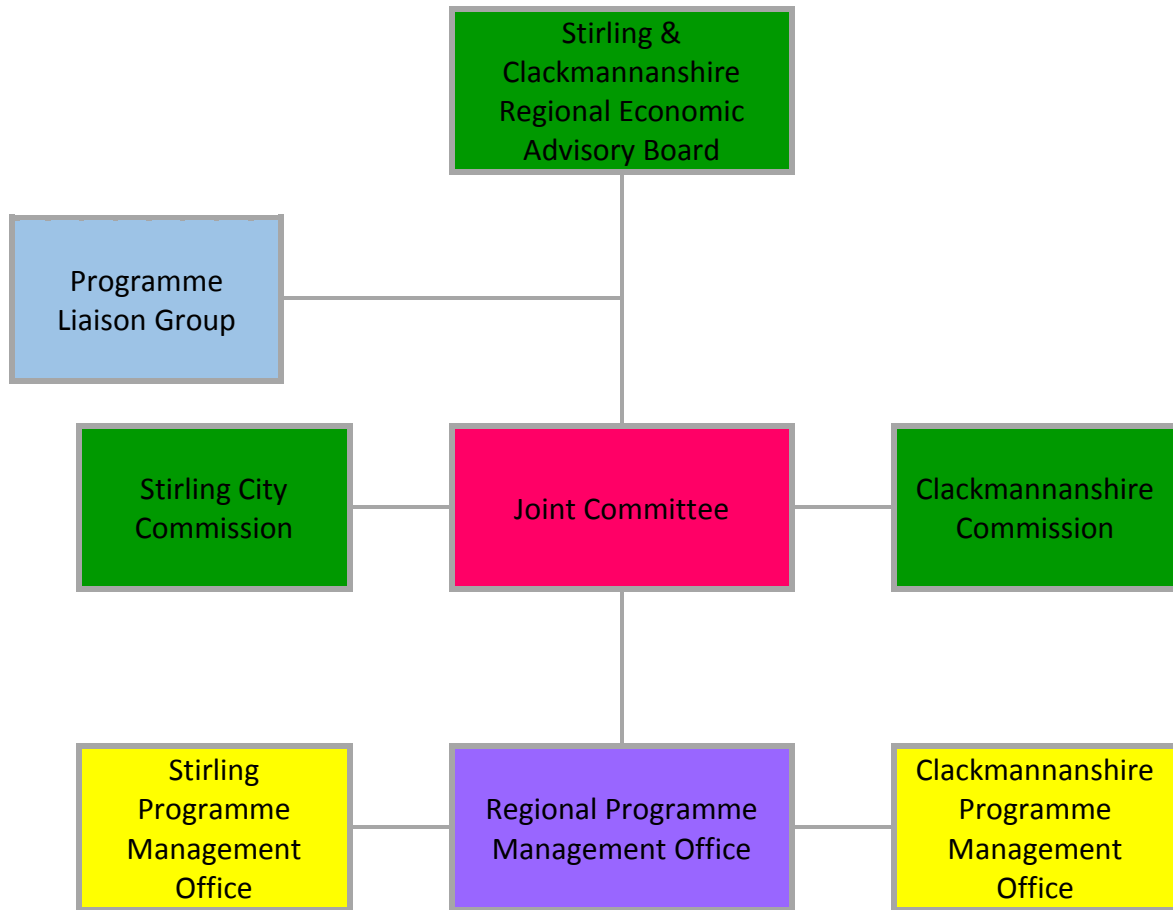 Stirling &
Clackmannanshire
Regional Economic
Advisory Board
Programme
Liaison Group
Stirling City
Commission
Joint Committee
Clackmannanshire
Commission
Stirling
Programme
Management
Office
Regional Programme
Management Office
Clackmannanshire
Programme
Management
Office